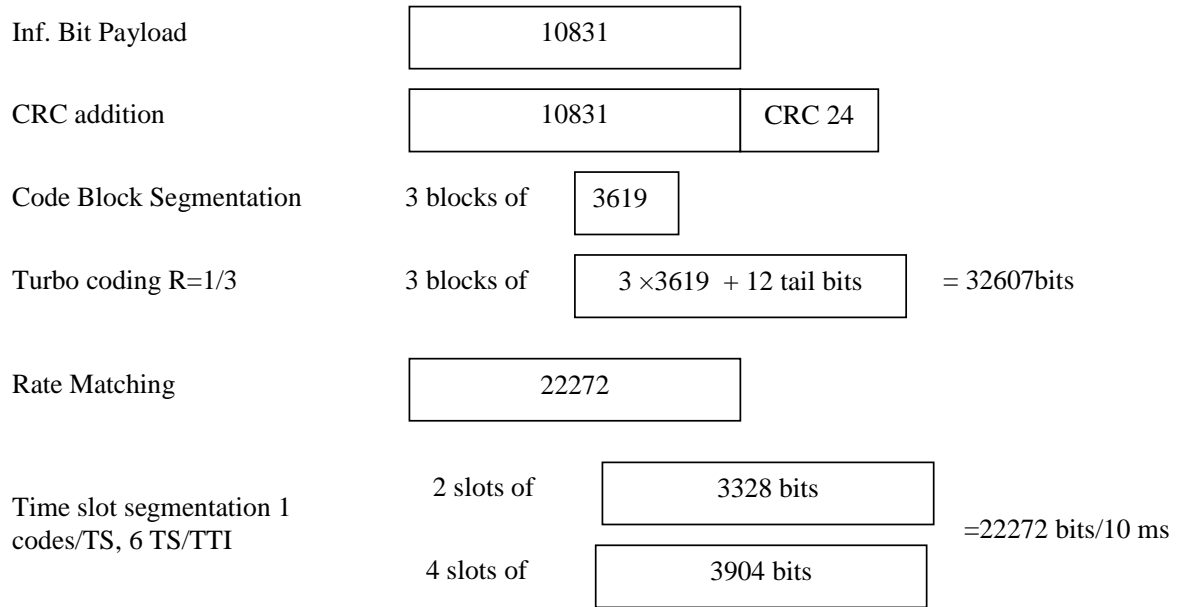 Inf. Bit Payload 10831
CRC addition 10831 CRC 24
Code Block Segmentation 3 blocks of 3619
Turbo coding R=1/3 3 blocks of 3 ×3619 + 12 tail bits = 32607bits
Rate Matching 22272
2 slots of 3328 bits
Time slot segmentation 1
codes/TS, 6 TS/TTI =22272 bits/10 ms
4 slots of 3904 bits